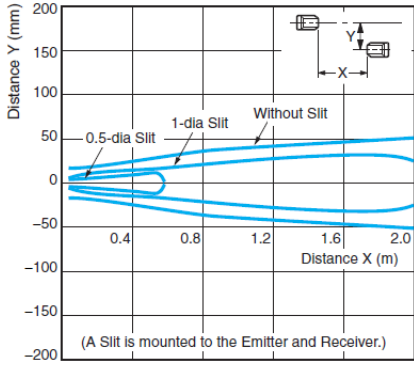 Distance Y (mm)
200
150
100
50
0
−50
−100
−150
−200
Y
X
Without Slit
1-dia Slit
0.5-dia Slit
0.4 0.8 1.2 1.6 2.0
Distance X (m)
(A Slit is mounted to the Emitter and Receiver.)